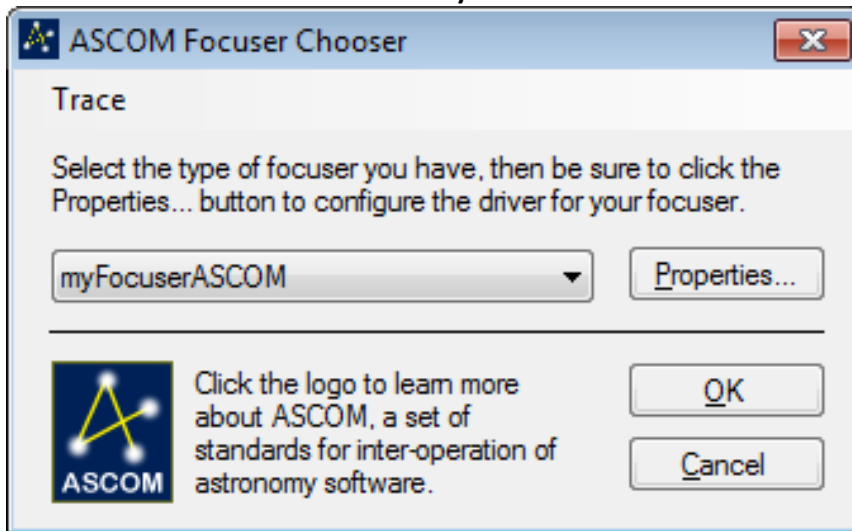 ASCOM Focuser Chooser
Trace
Select the type of focuser you have, then be sure to click the
Properties... button to configure the driver for your focuser.
myFocuserASCOM
Properties...
Click the logo to learn more
about ASCOM, a set of
standards for inter-operation of
astronomy software.
ASCOM
OK
Cancel